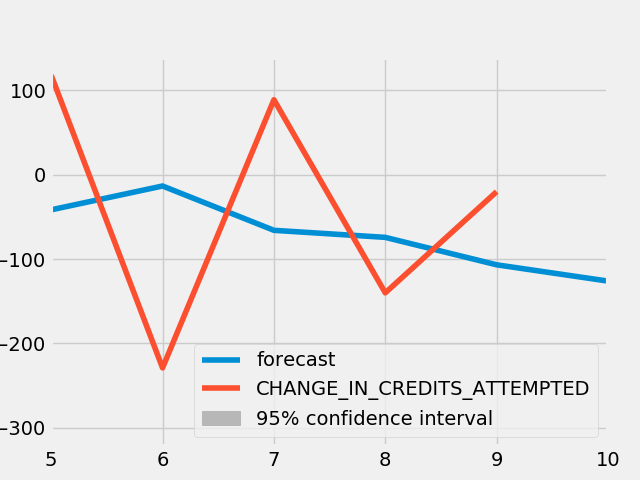 100
0
−100
−200
−300
forecast
CHANGE_IN_CREDITS_ATTEMPTED
95% confidence interval
5 6 7 8 9 10